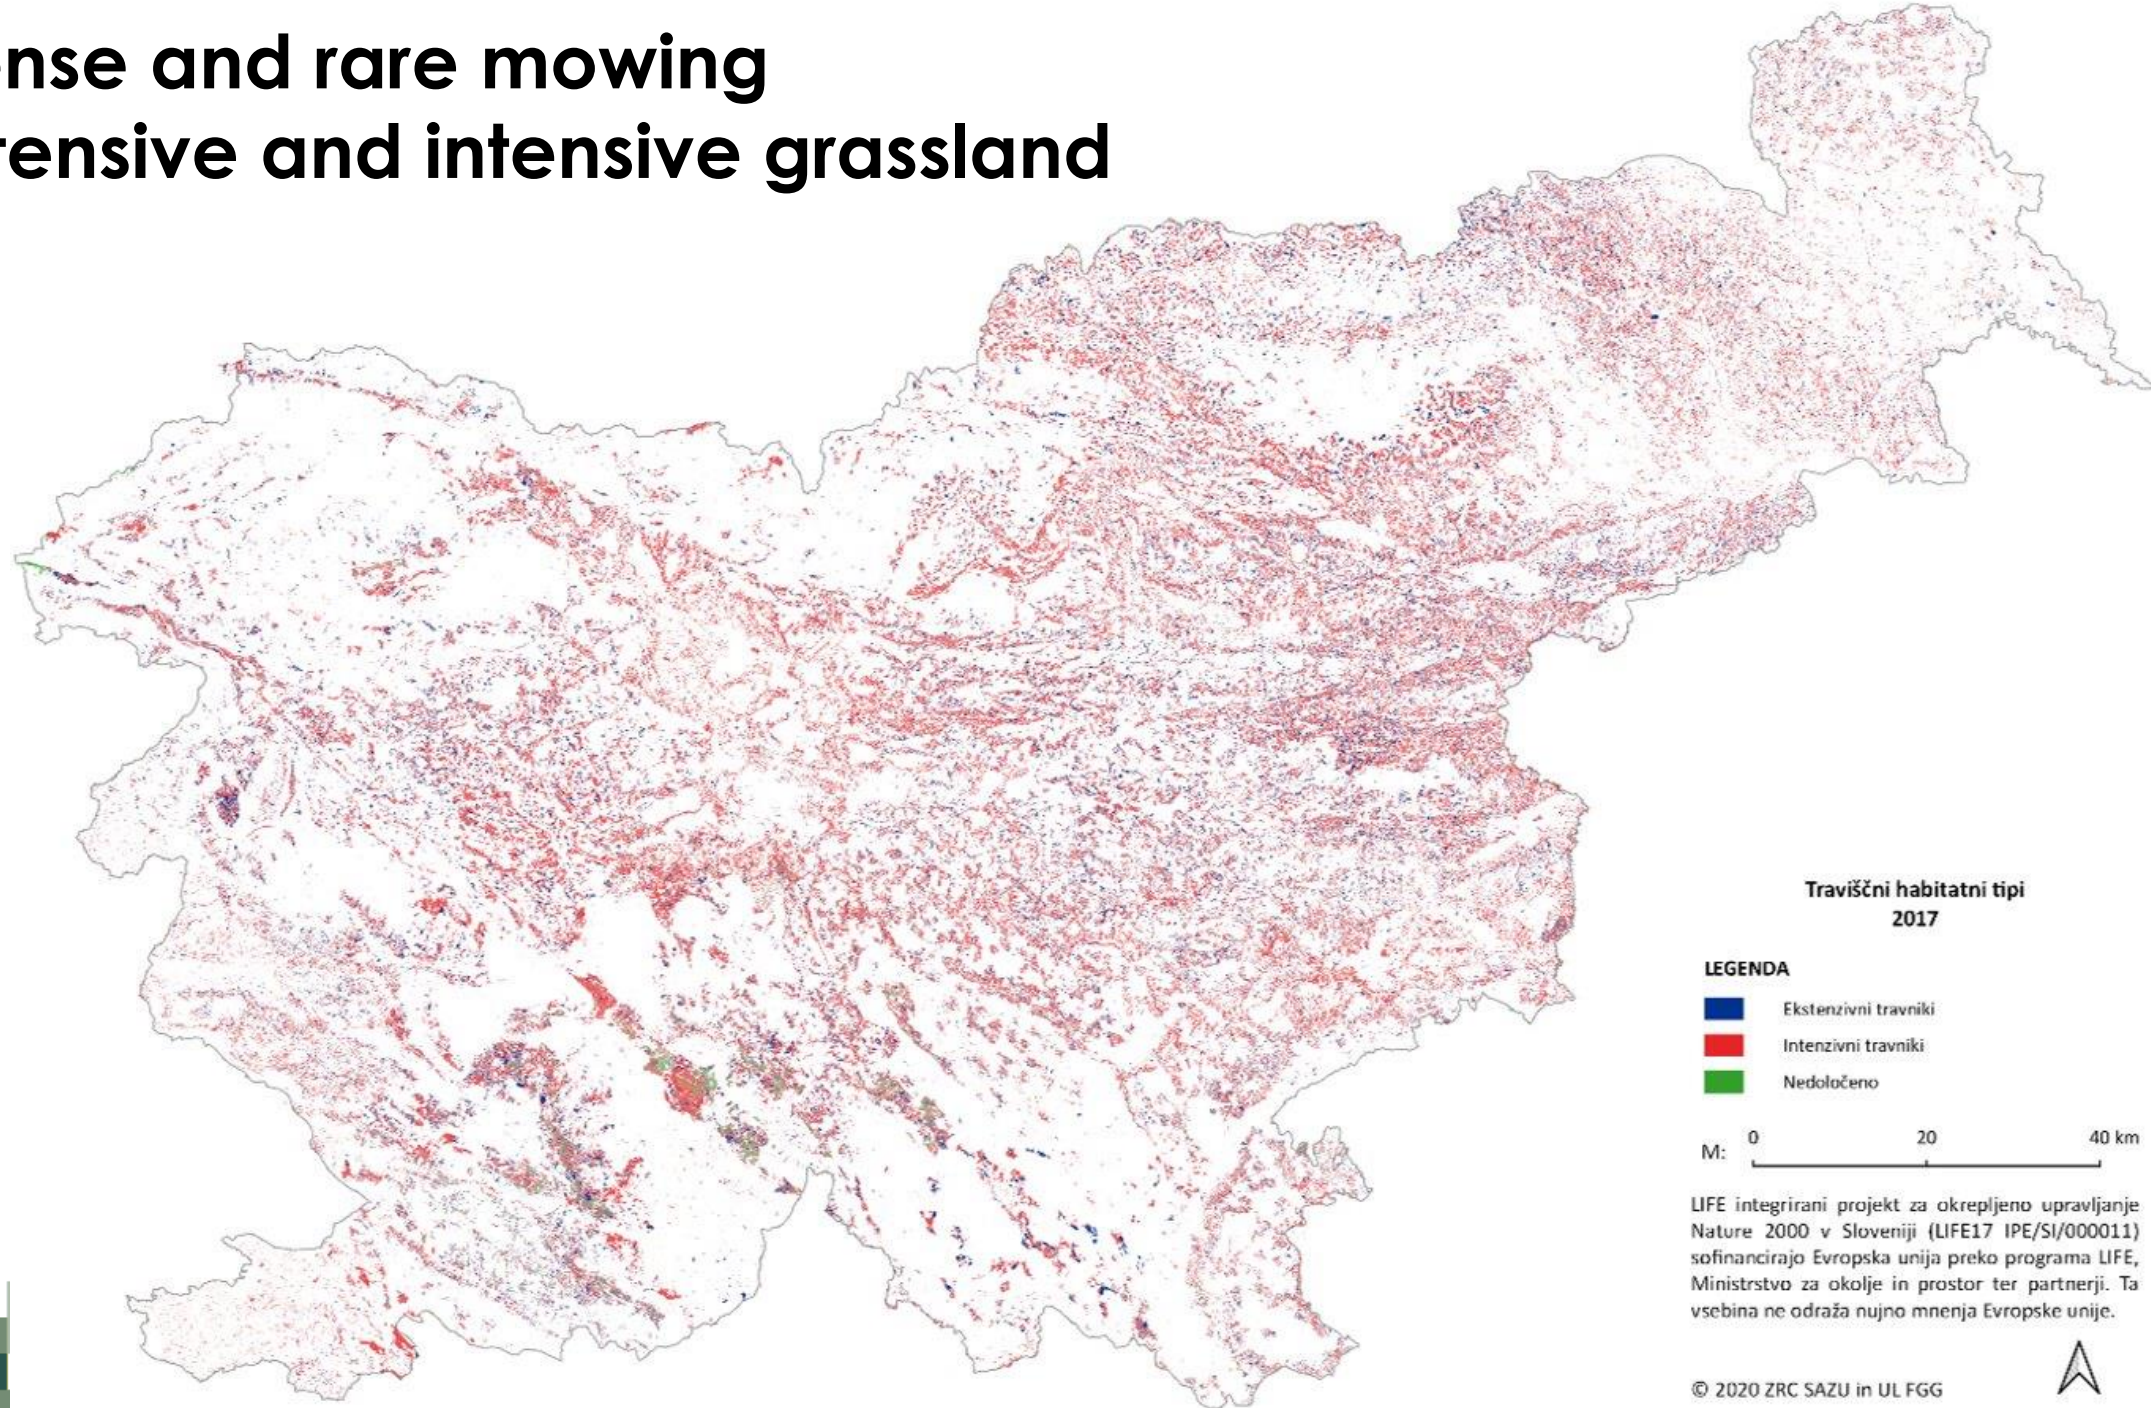 and rare mowing
and intensive grassland
Traviščni habitatni tipi
2017
LEGENDA
Ekstenzivni travniki
Intenzivni travniki
Nedoločeno
M: 0 20 40 km
LIFE integrirani projekt za okrepljeno upravljanje
Nature 2000 v Sloveniji (LIFE17 IPE/SI/000011)
sofinancirajo Evropska unija preko programa LIFE,
Ministrstvo za okolje in prostor ter partnerji. Ta
vsebina ne odraža nujno mnenja Evropske unije.
© 2020 ZRC SAZU in UL FGG